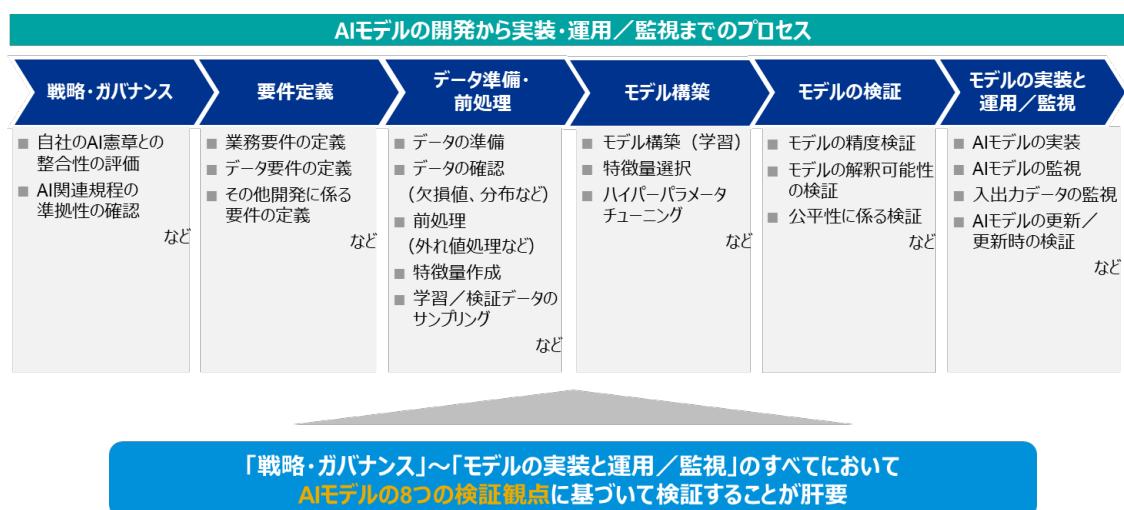 AIモデルの開発から実装・運用／監視までのプロセス
戦略・ガバナンス
自社のAI憲章との
整合性の評価
AI関連規程の
準拠性の確認
など
要件定義
業務要件の定義
データ要件の定義
その他開発に係る
要件の定義
など
データ準備・
前処理
データの準備
データの確認
（欠損値、分布など）
前処理
（外れ値処理など）
特徴量作成
学習／検証データの
サンプリング
など
モデル構築
モデル構築（学習）
特徴量選択
ハイパーパラメータ
チューニング
など
モデルの検証
モデルの精度検証
モデルの解釈可能性
の検証
公平性に係る検証
など
モデルの実装と
運用／監視
AIモデルの実装
AIモデルの監視
入出力データの監視
AIモデルの更新／
更新時の検証
など
「戦略・ガバナンス」～「モデルの実装と運用／監視」のすべてにおいて
AIモデルの8つの検証観点に基づいて検証することが肝要